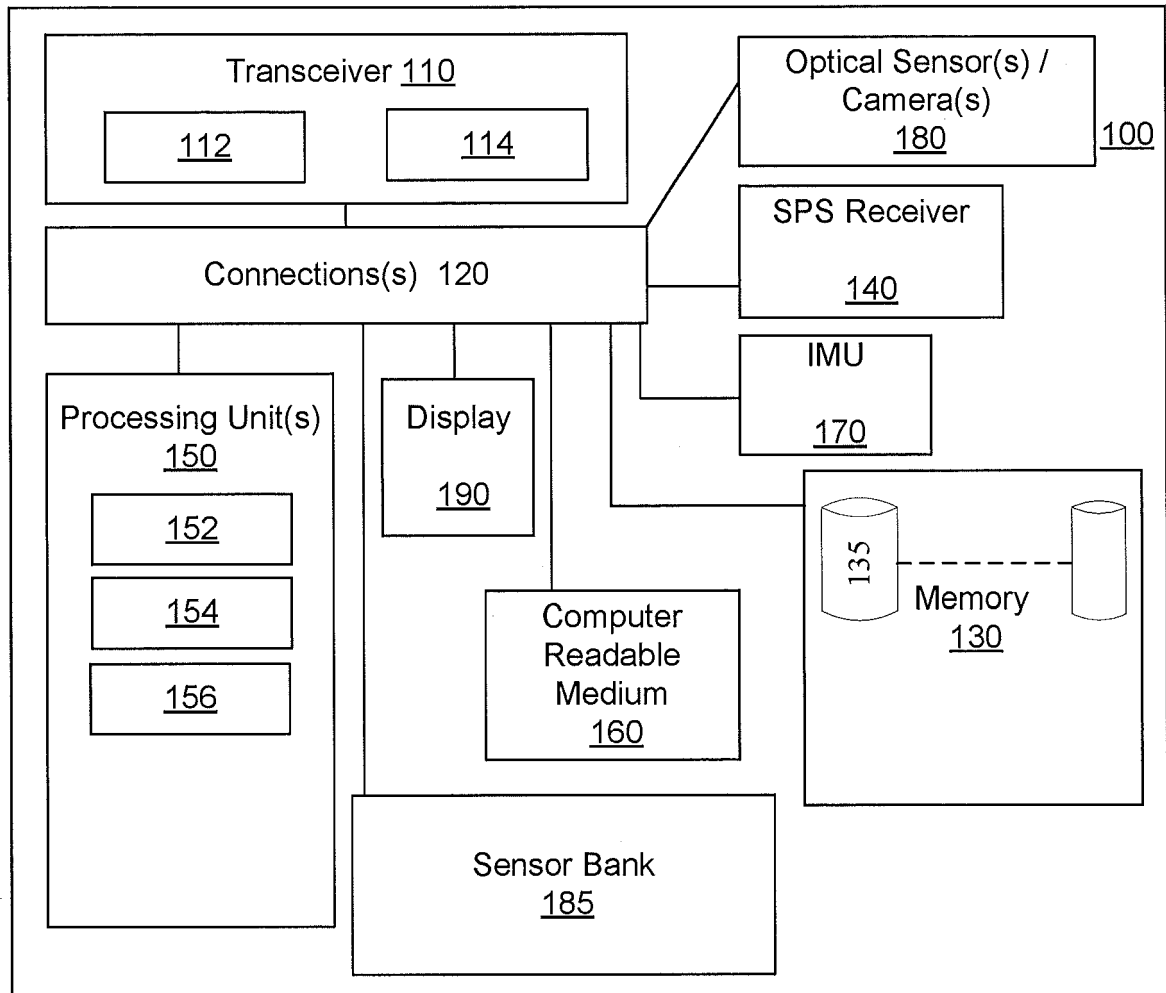 Transceiver 110
112
114
Optical Sensor(s) /
Camera(s)
180
100
SPS Receiver
140
Connections(s) 120
IMU
170
Processing Unit(s)
150
152
154
156
Display
190
135
Memory
130
Computer
Readable
Medium
160
Sensor Bank
185